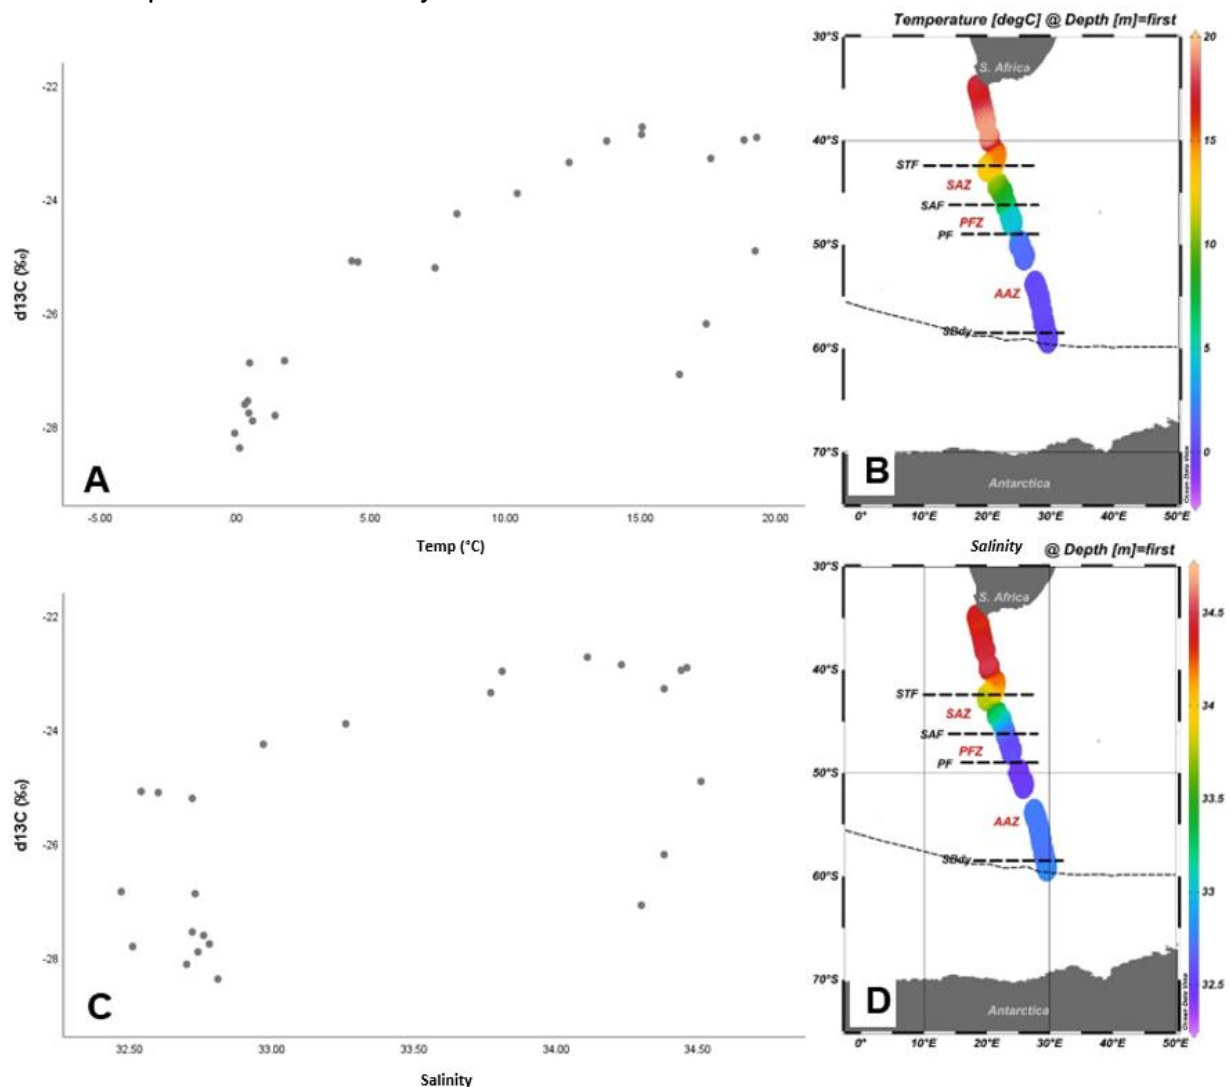 Temperature [degC] @ Depth [m]=first
-22
-24
-26
-28
d13C (‰)
A
-5.00
.00
5.00
10.00
15.00
20.00
Temp (°C)
30°S
40°S
50°S
60°S
70°S
S. Africa
STF
SAZ
SAF
PFZ
PF
AAZ
SBdy
B
Antarctica
0°
10°E
20°E
30°E
40°E
50°E
20
15
10
5
0
Ocean Data View
Salinity @ Depth [m]=first
-22
-24
-26
-28
d13C (‰)
C
32.50
33.00
33.50
34.00
34.50
Salinity
30°S
40°S
50°S
60°S
70°S
S. Africa
STF
SAZ
SAF
PFZ
PF
AAZ
SBdy
D
Antarctica
0°
10°E
20°E
30°E
40°E
50°E
34.5
34
33.5
33
32.5
Ocean Data View